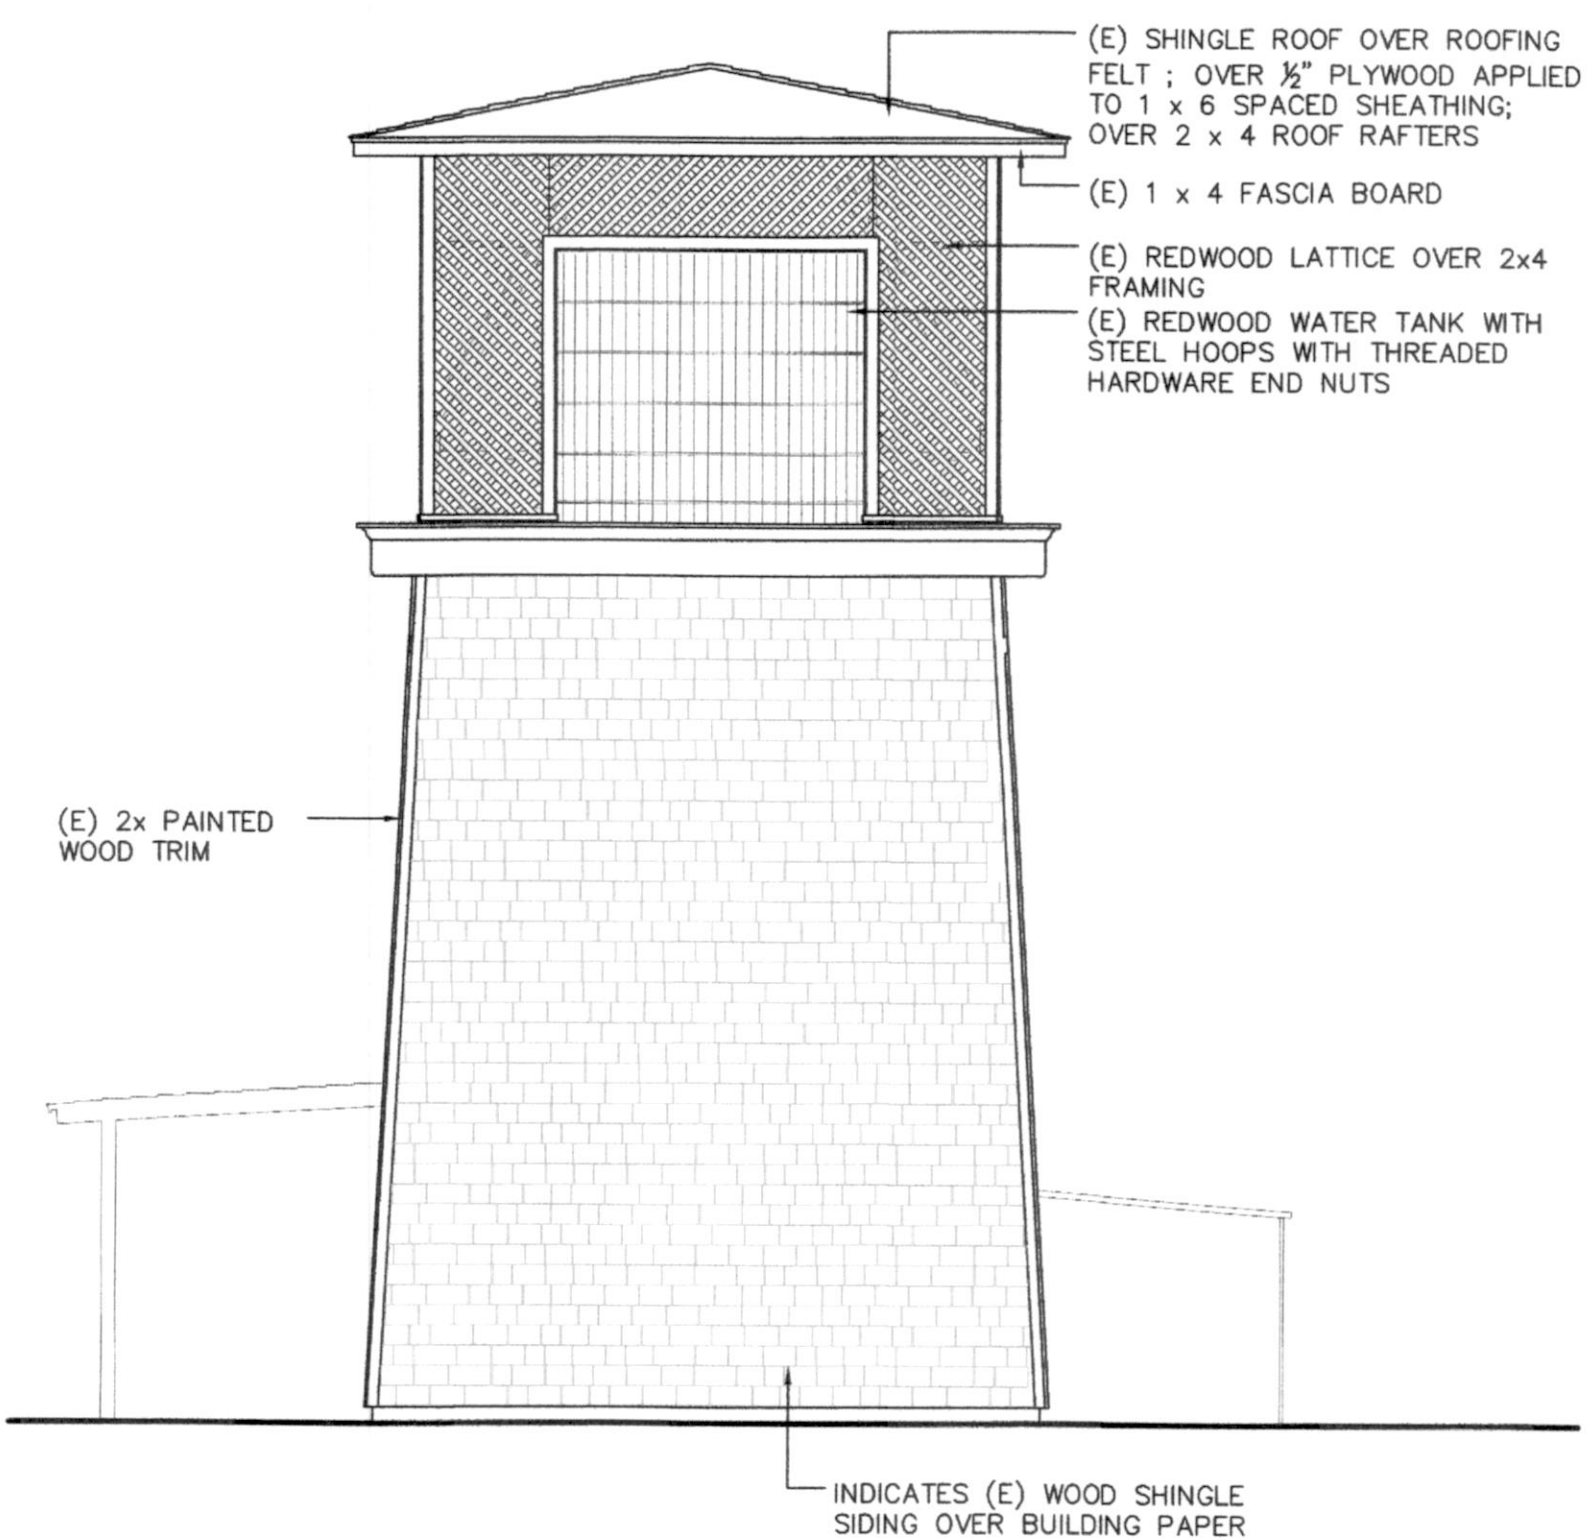 (E) SHINGLE ROOF OVER ROOFING
FELT ; OVER ½" PLYWOOD APPLIED
TO 1 x 6 SPACED SHEATHING;
OVER 2 x 4 ROOF RAFTERS
(E) 1 x 4 FASCIA BOARD
(E) REDWOOD LATTICE OVER 2x4
FRAMING
(E) REDWOOD WATER TANK WITH
STEEL HOOPS WITH THREADED
HARDWARE END NUTS
(E) 2x PAINTED
WOOD TRIM
INDICATES (E) WOOD SHINGLE
SIDING OVER BUILDING PAPER